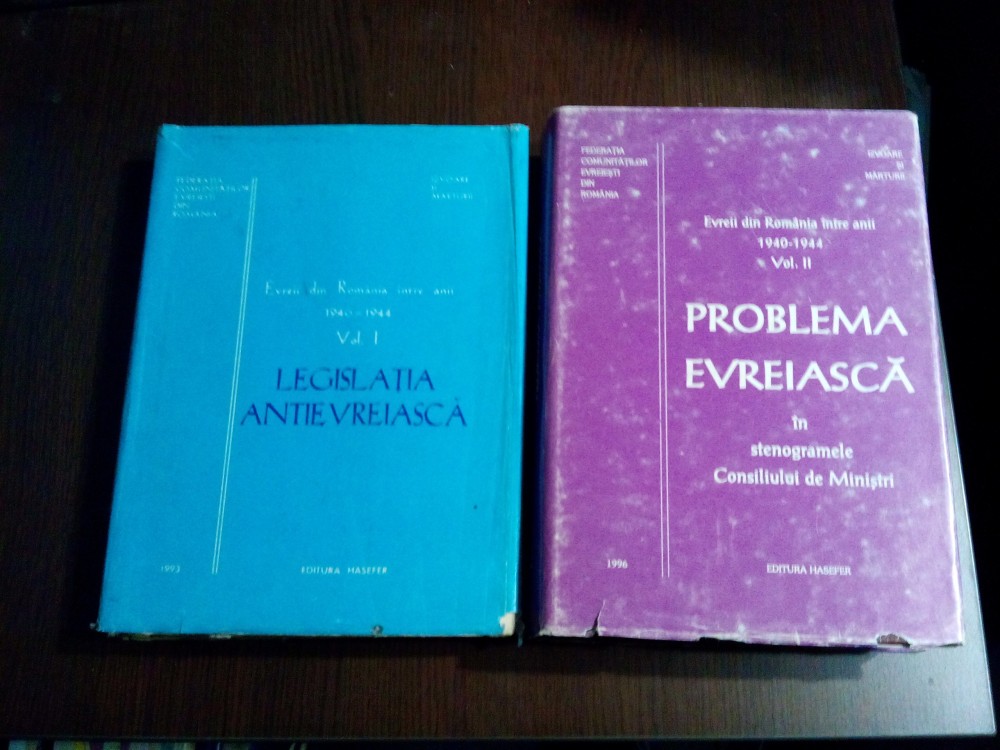 FEDERAȚIA
COMUNITĂȚILOR
EVREIEȘTI
DIN
ROMÂNIA
IZVOARE
ȘI
MĂRTURII
Evreii din România între anii
1940-1944
Vol. I
LEGISLAȚIA
ANTIEVREIASCĂ
1993
EDITURA HASEFER
FEDERAȚIA
COMUNITĂȚILOR
EVREIEȘTI
DIN
ROMÂNIA
IZVOARE
ȘI
MĂRTURII
Evreii din România între anii
1940-1944
Vol. II
PROBLEMA
EVREIASCĂ
în
stenogramele
Consiliului de Miniștri
1996
EDITURA HASEFER